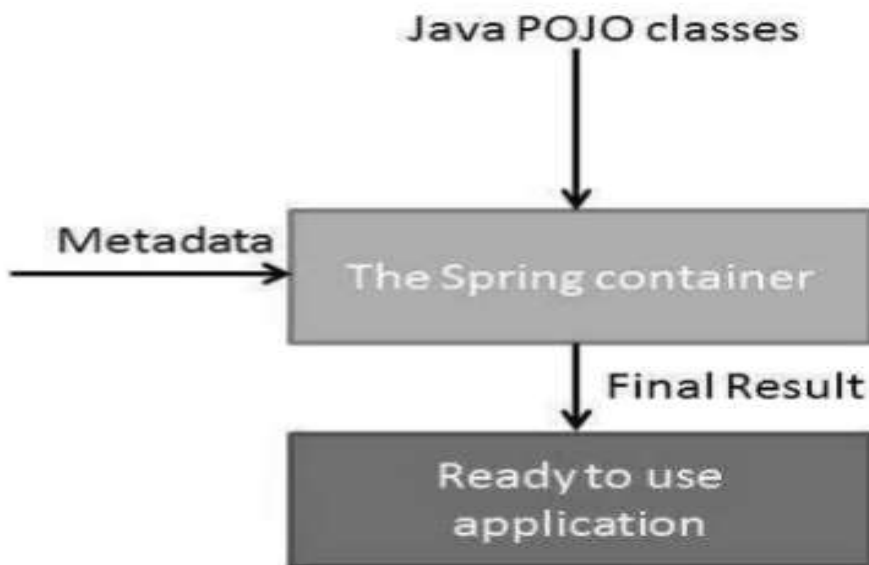 Java POJO classes
Metadata
The Spring container
Final Result
Ready to use
application